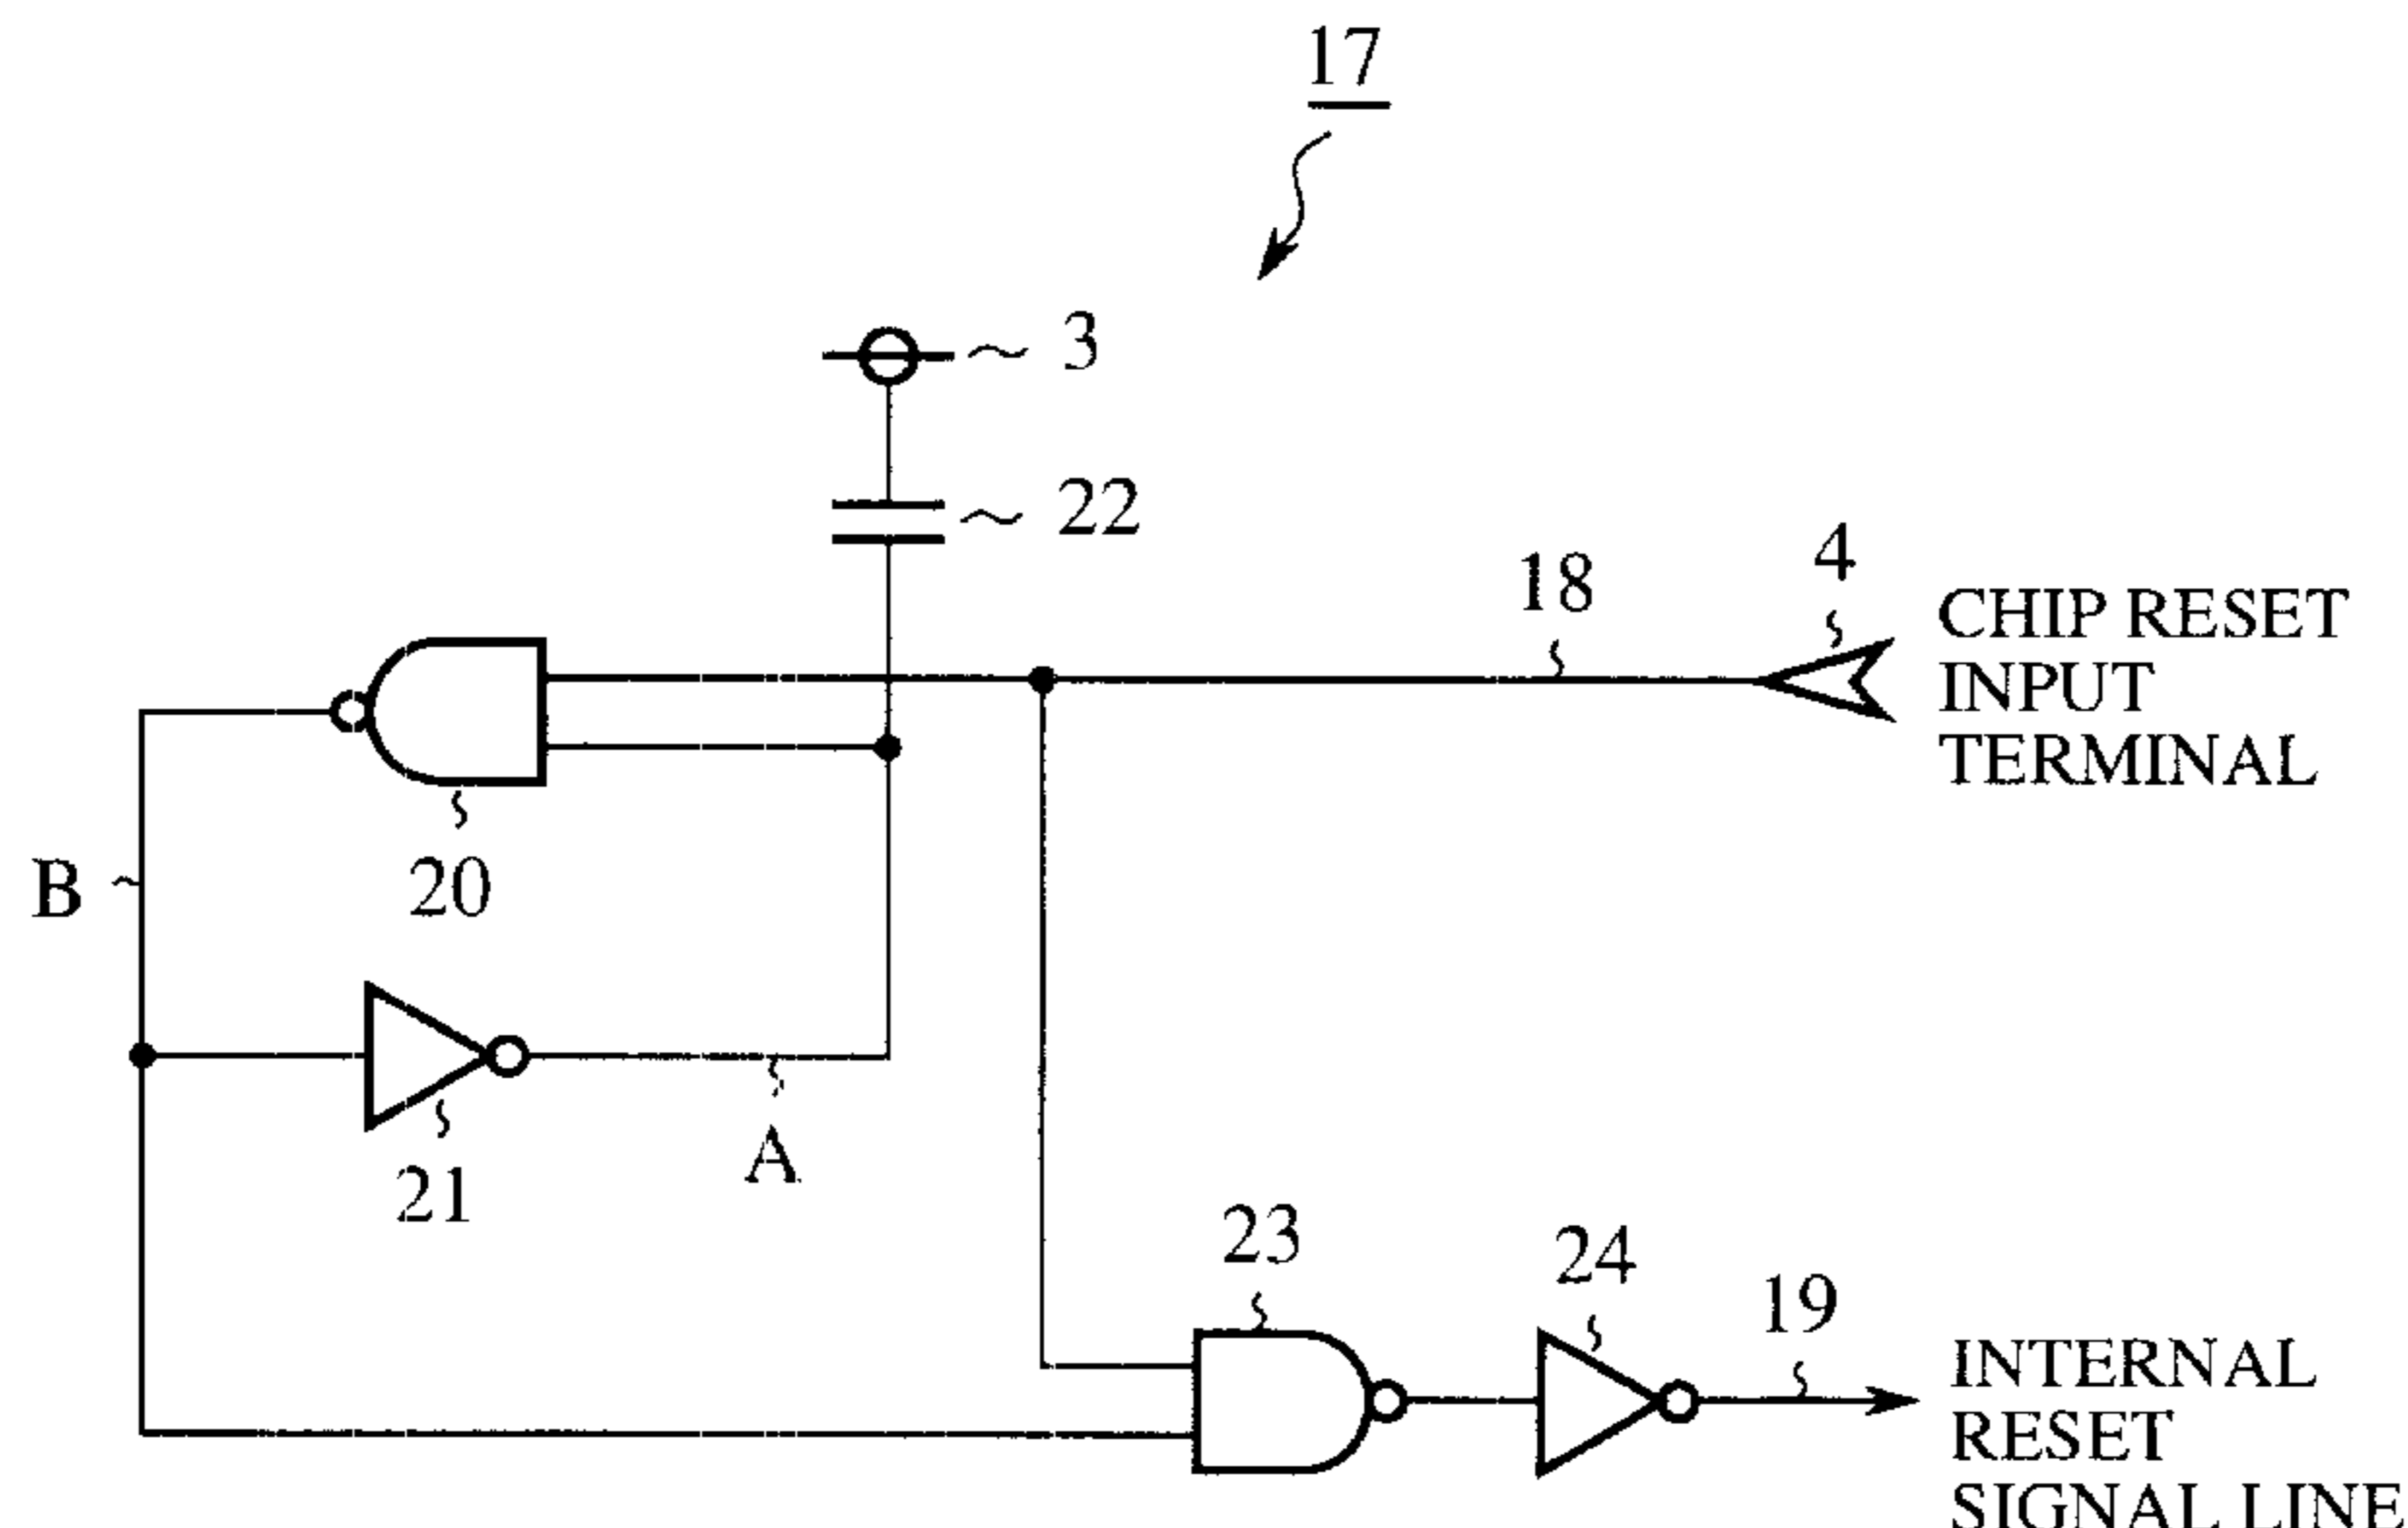 17
3
22
18
4
CHIP RESET
INPUT
TERMINAL
20
B
21
A
23
24
19
INTERNAL
RESET
SIGNAL LINE